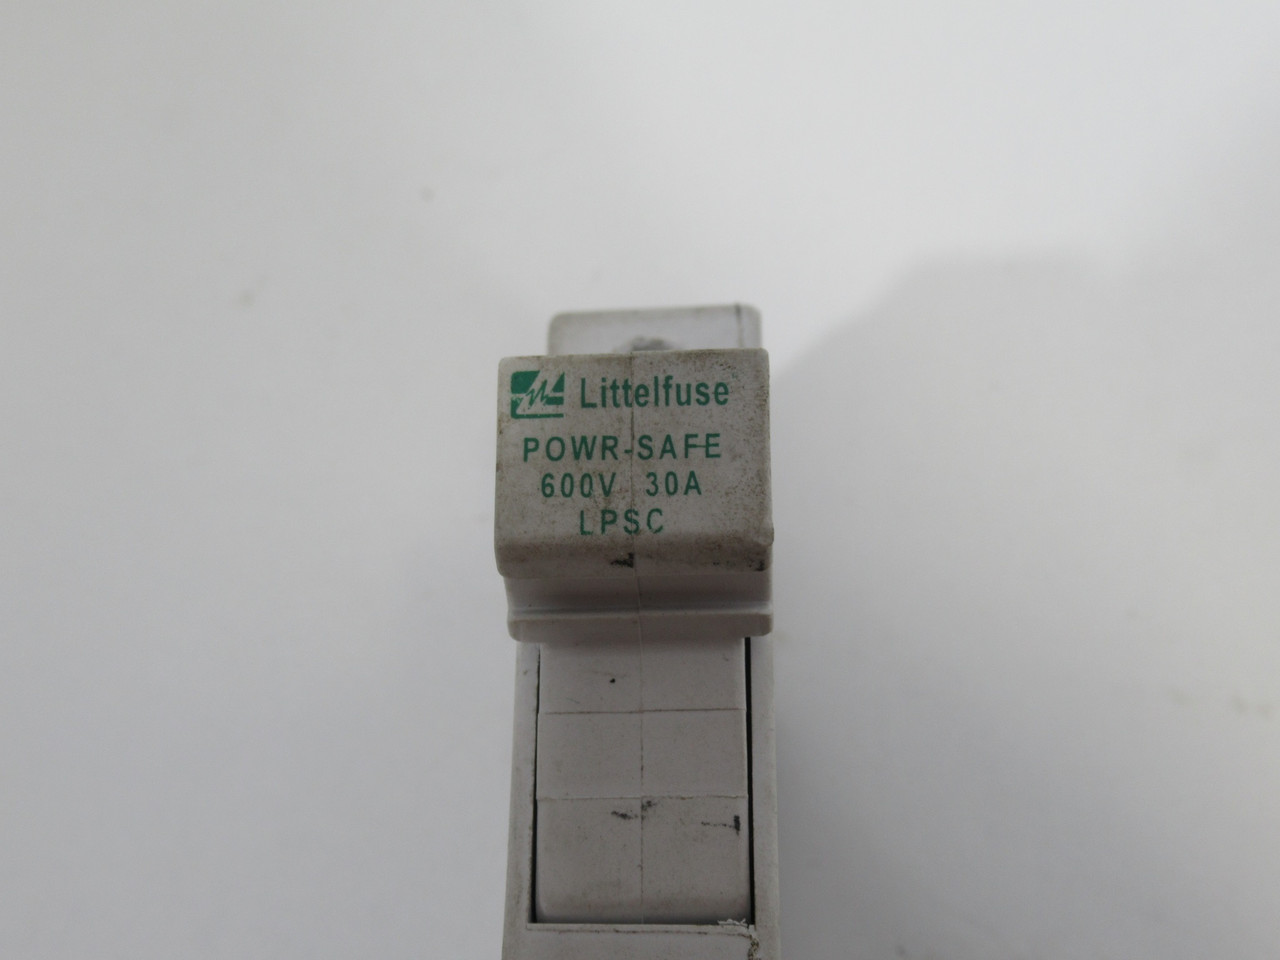 Littelfuse
POWR-SAFE
600V 30A
LPSC